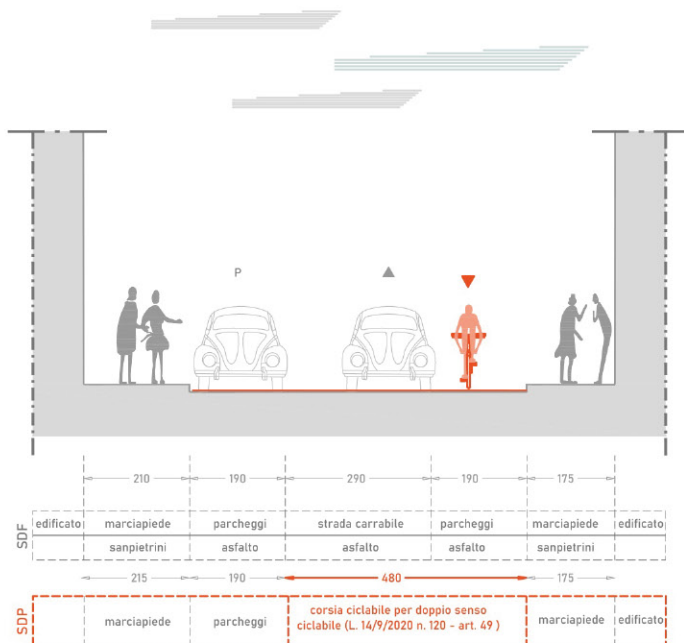 P
210 190 290 190 175
SDF
edificato marciapiede parcheggi strada carrabile parcheggi marciapiede edificato
sanpietrini asfalto asfalto asfalto sanpietrini
215 190 480 175
SDP
marciapiede parcheggi corsia ciclabile per doppio senso marciapiede edificato
ciclabile (L. 14/9/2020 n. 120 - art. 49 )